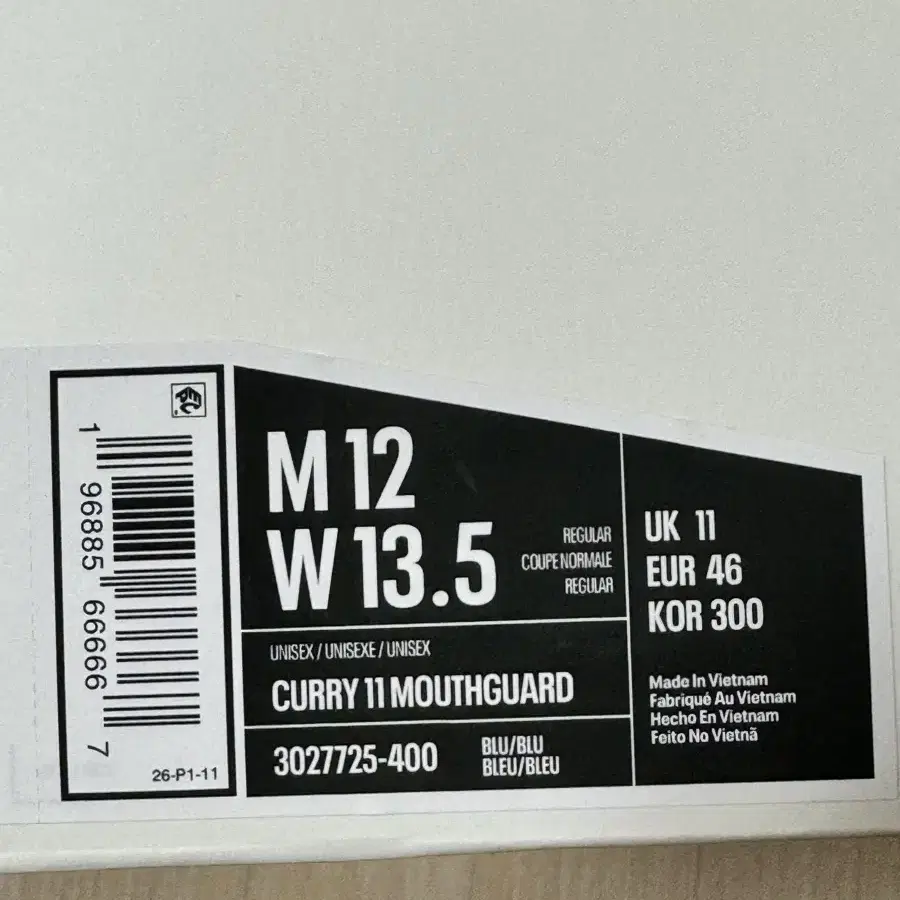 1 96885 66666 7
26-P1-11
M 12
W 13.5
REGULAR
COUPE NORMALE
REGULAR
UNISEX / UNISEXE / UNISEX
CURRY 11 MOUTHGUARD
3027725-400
BLU/BLU
BLEU/BLEU
UK 11
EUR 46
KOR 300
Made In Vietnam
Fabriqué Au Vietnam
Hecho En Vietnam
Feito No Vietnã